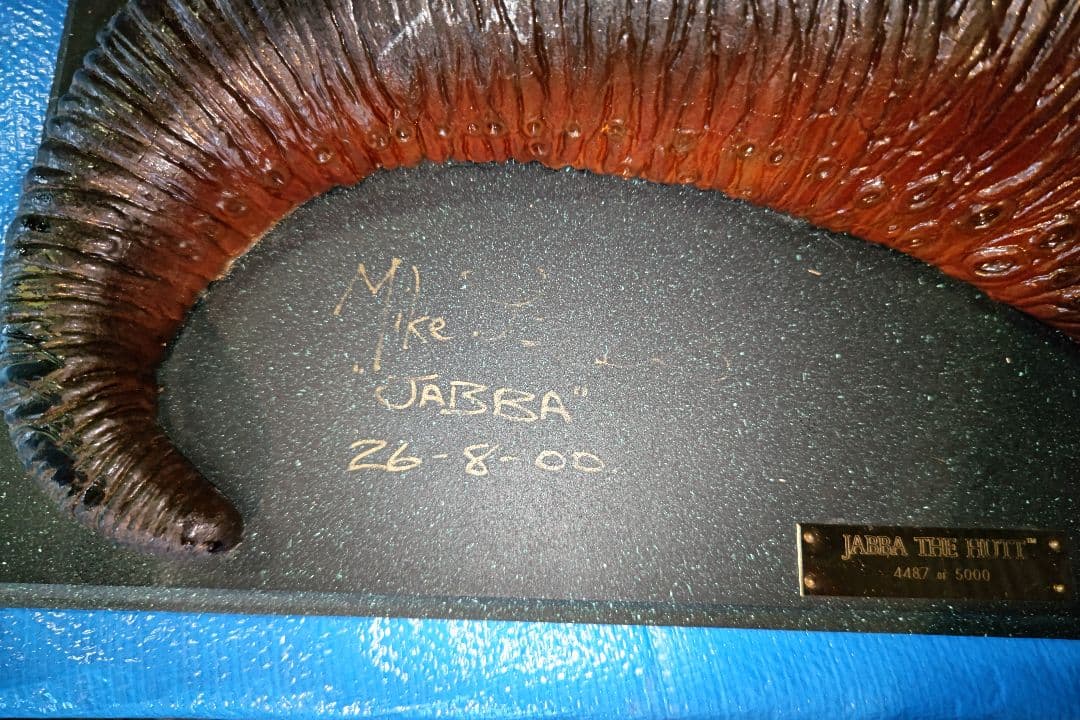 Mike
"JABBA"
26-8-00
JABBA THE HUTT™
4487 of 5000